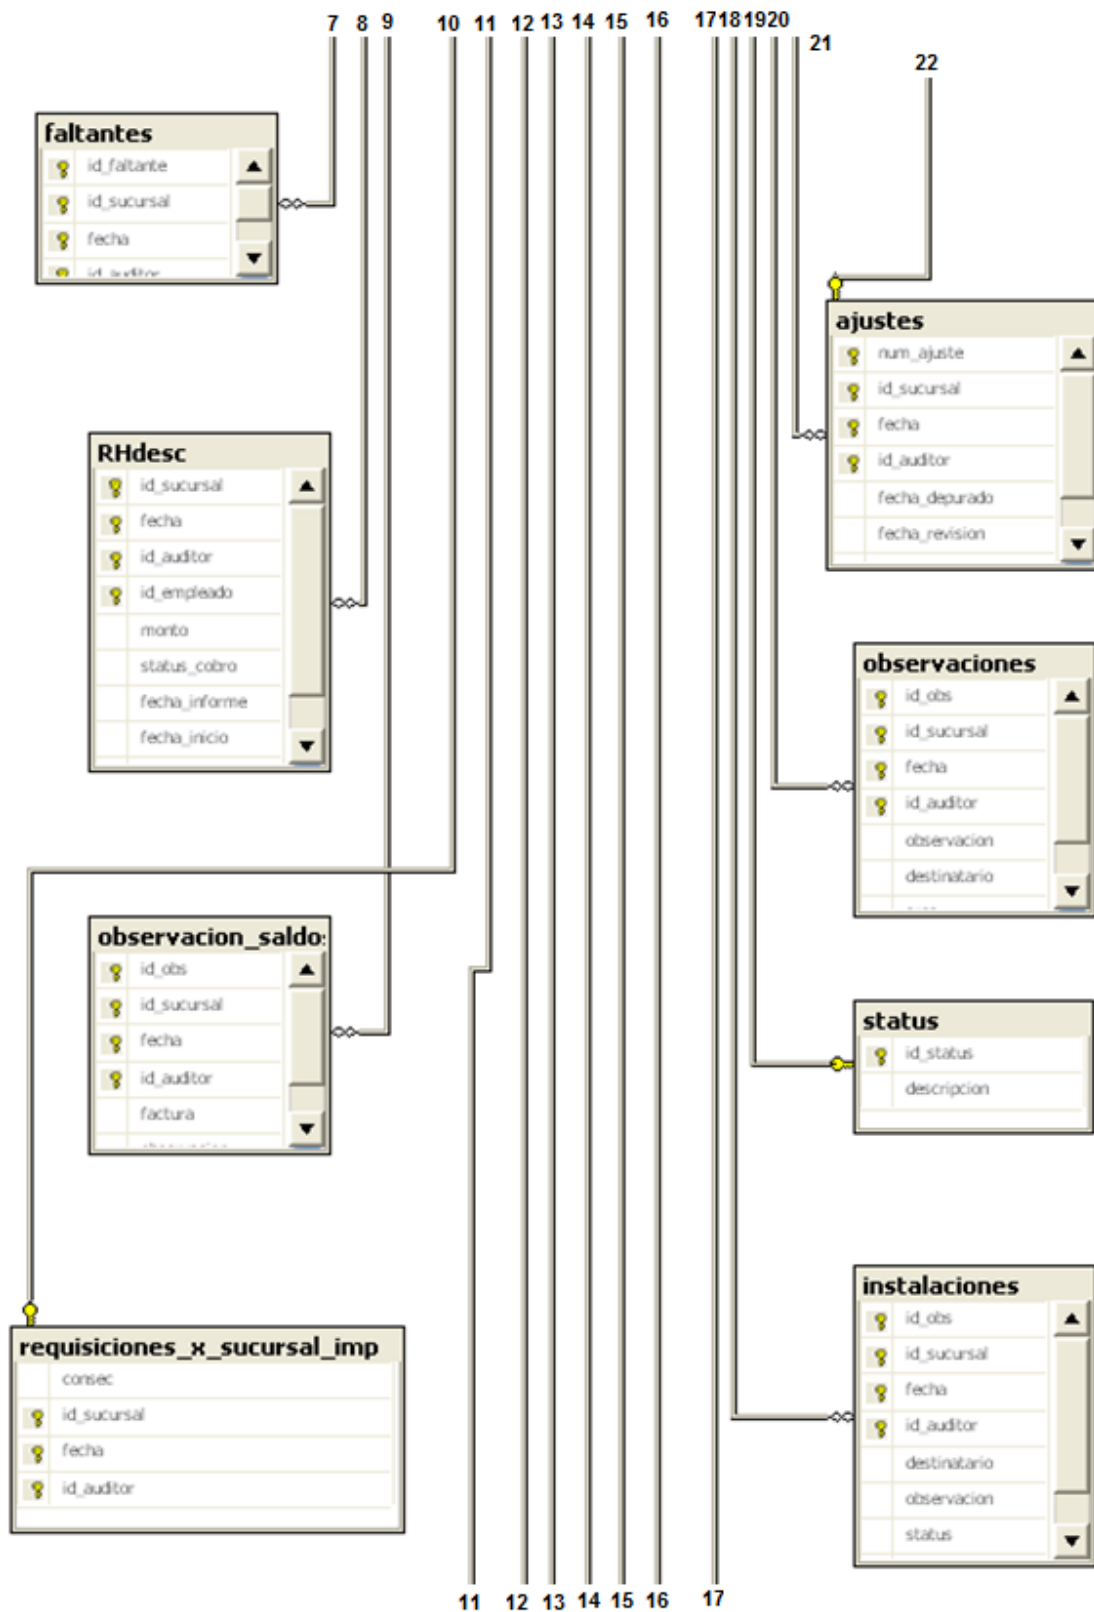 7 8 9 10 11 12 13 14 15 16 17 18 19 20
21
22
faltantes
id_faltante
id_sucursal
fecha
id_auditor
ajustes
num_ajuste
id_sucursal
fecha
id_auditor
fecha_depurado
fecha_revision
RHdesc
id_sucursal
fecha
id_auditor
id_empleado
monto
status_cobro
fecha_informe
fecha_inicio
observaciones
id_obs
id_sucursal
fecha
id_auditor
observacion
destinatario
observacion_saldo
id_obs
id_sucursal
fecha
id_auditor
factura
status
id_status
descripcion
requisiciones_x_sucursal_imp
consec
id_sucursal
fecha
id_auditor
instalaciones
id_obs
id_sucursal
fecha
id_auditor
destinatario
observacion
status
11 12 13 14 15 16 17